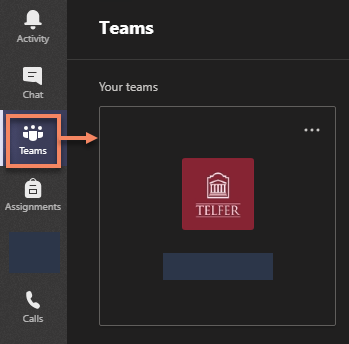 Activity
Chat
Teams
Assignments
Calls
Teams
Your teams
TELFER